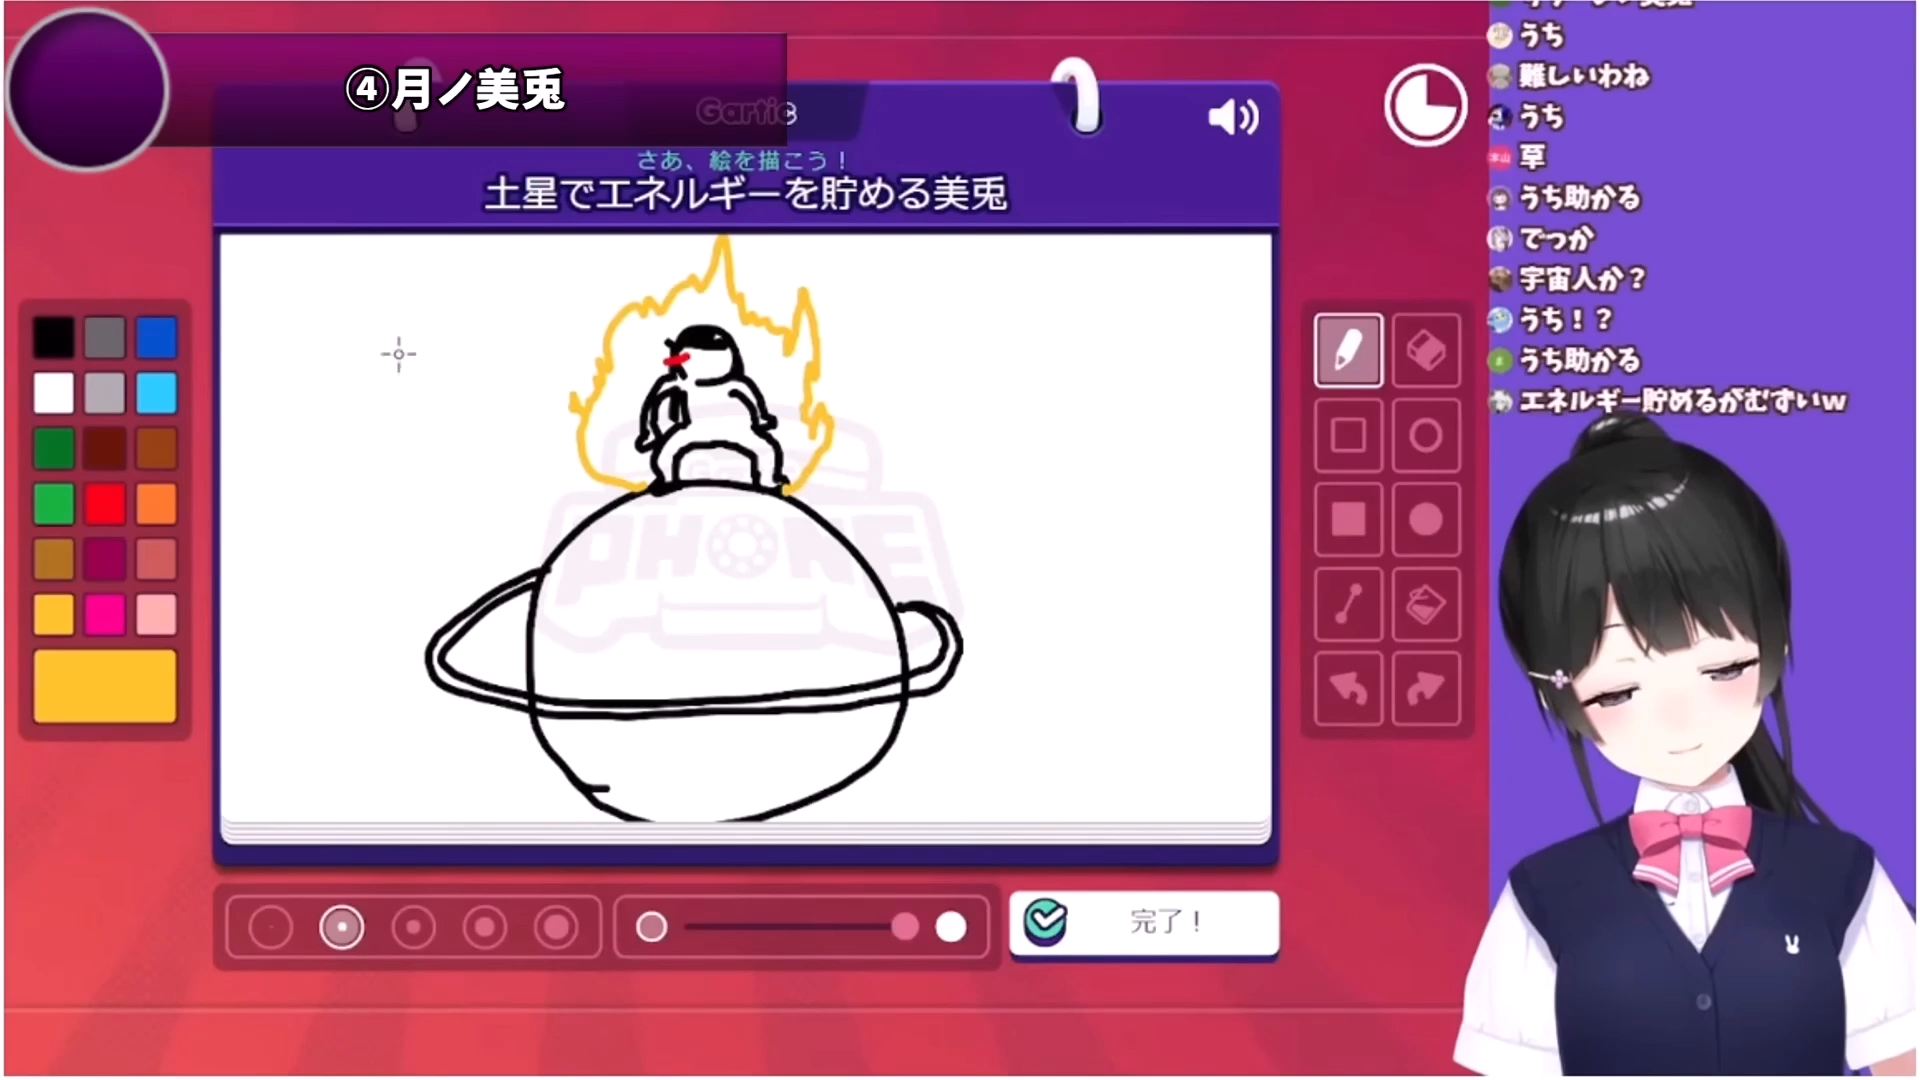 ④月ノ美兎
Gartic
さあ、絵を描こう！
土星でエネルギーを貯める美兎
PHONE
完了！
うち
難しいわね
うち
草
うち助かる
でっか
宇宙人か？
うち！？
うち助かる
エネルギー貯めるがむずいw